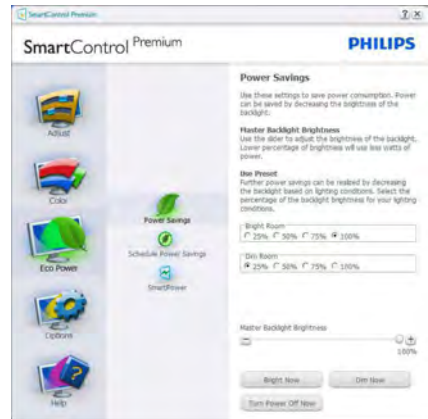 SmartControl Premium
SmartControl Premium
PHILIPS
Adjust
Color
Eco Power
Options
Help
Power Savings
Schedule Power Savings
SmartPower
Power Savings
Use these settings to save power consumption. Power
can be saved by decreasing the brightness of the
backlight.
Master Backlight Brightness
Use the slider to adjust the brightness of the backlight.
Lower percentage of brightness will use less watts of
power.
Use Preset
Further power savings can be realized by decreasing
the backlight based on lighting conditions. Select the
percentage of the backlight brightness for your lighting
conditions.
Bright Room
25% 50% 75% 100%
Dim Room
25% 50% 75% 100%
Master Backlight Brightness
100%
Bright Now Dim Now
Turn Power Off Now